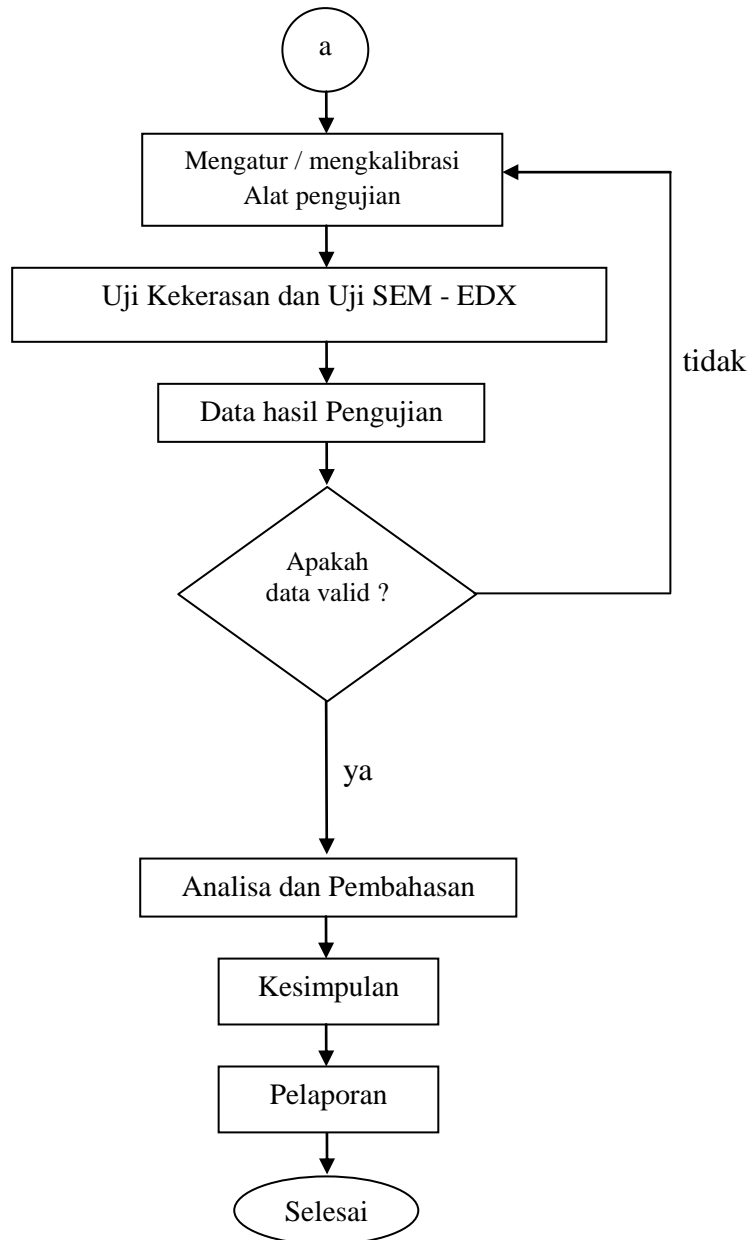 a
Mengatur / mengkalibrasi
Alat pengujian
Uji Kekerasan dan Uji SEM - EDX
tidak
Data hasil Pengujian
Apakah
data valid ?
ya
Analisa dan Pembahasan
Kesimpulan
Pelaporan
Selesai